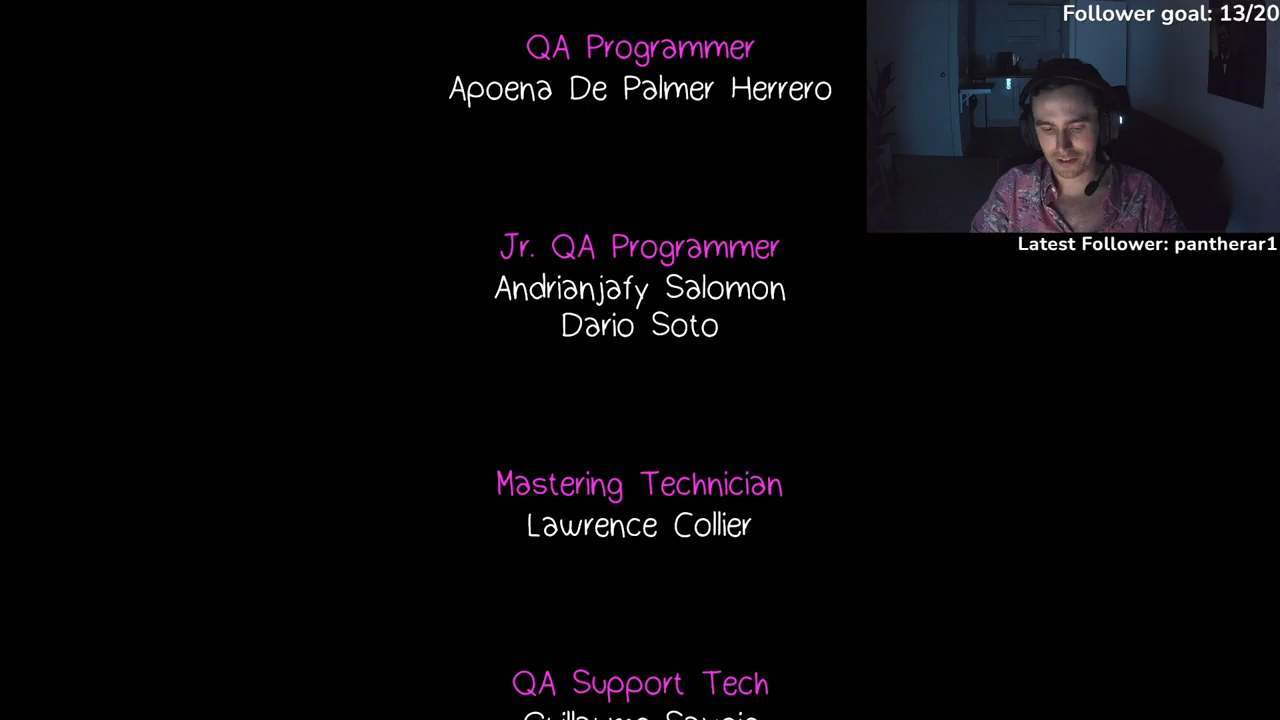 Follower goal: 13/20
QA Programmer
Apoena De Palmer Herrero
Latest Follower: pantherar1
Jr. QA Programmer
Andrianjafy Salomon
Dario Soto
Mastering Technician
Lawrence Collier
QA Support Tech